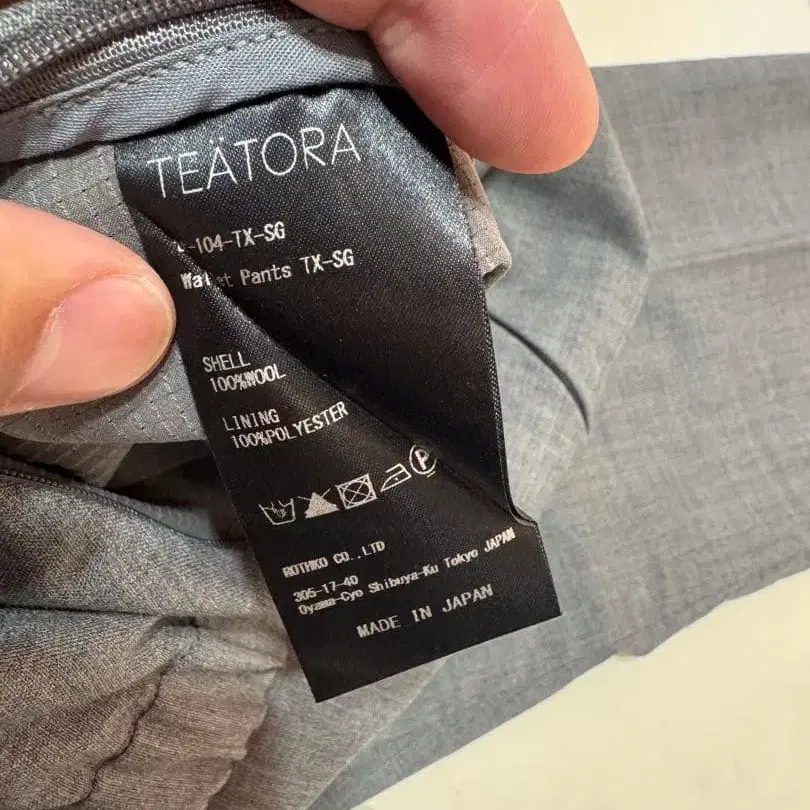 TEÄTORA
-104-TX-SG
Pants TX-SG
SHELL
100%WOOL
LINING
100%POLYESTER
P
ROTHKO CO.,LTD
305-17-40
Oyama-Cyo Shibuya-Ku Tokyo JAPAN
MADE IN JAPAN